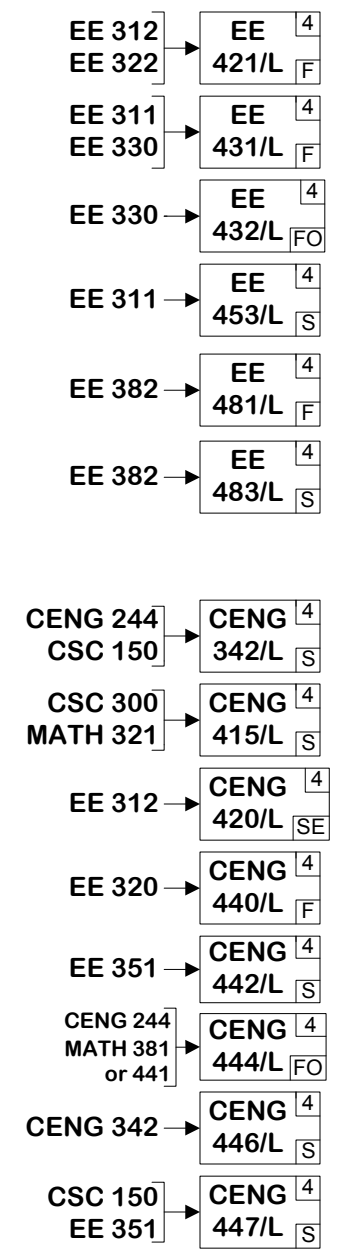 EE 312
EE 322
EE 4
421/L F
EE 311
EE 330
EE 4
431/L F
EE 330
EE 4
432/L FO
EE 311
EE 4
453/L S
EE 382
EE 4
481/L F
EE 382
EE 4
483/L S
CENG 244
CSC 150
CENG 4
342/L S
CSC 300
MATH 321
CENG 4
415/L S
EE 312
CENG 4
420/L SE
EE 320
CENG 4
440/L F
EE 351
CENG 4
442/L S
CENG 244
MATH 381
or 441
CENG 4
444/L FO
CENG 342
CENG 4
446/L S
CSC 150
EE 351
CENG 4
447/L S